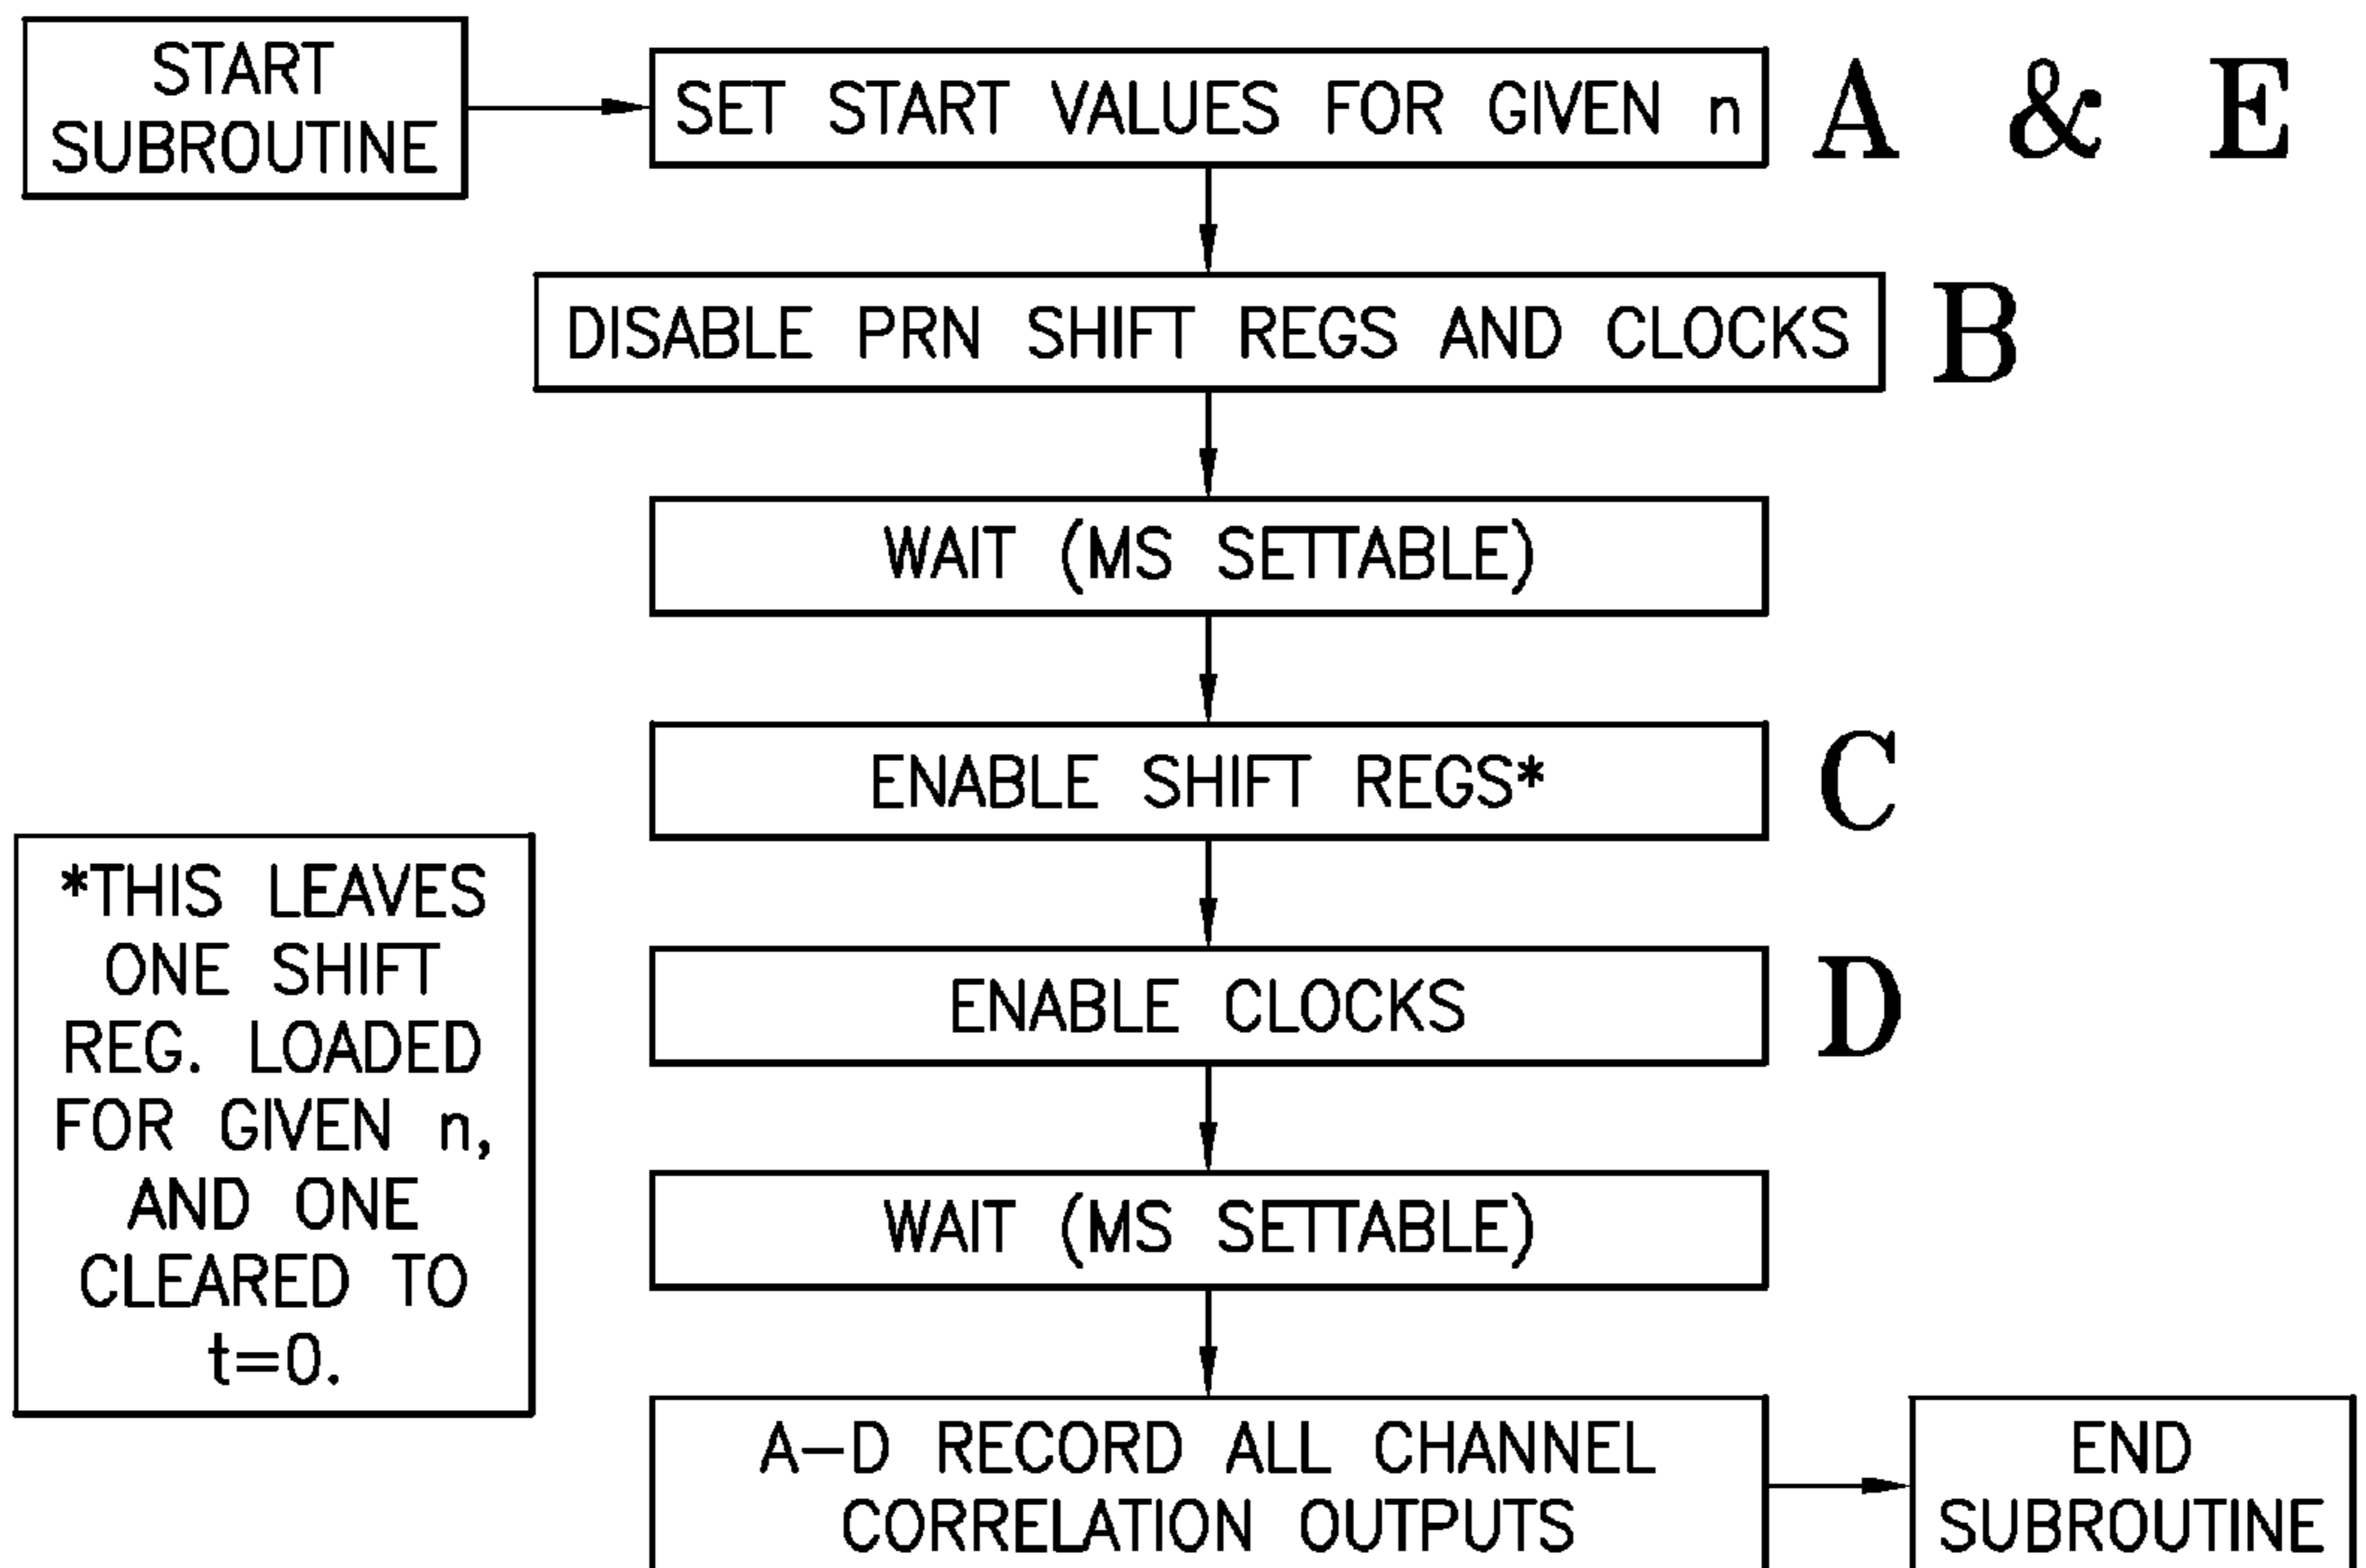 START
SUBROUTINE
SET START VALUES FOR GIVEN n
A & E
DISABLE PRN SHIFT REGS AND CLOCKS
B
WAIT (MS SETTABLE)
ENABLE SHIFT REGS*
C
*THIS LEAVES
ONE SHIFT
REG. LOADED
FOR GIVEN n,
AND ONE
CLEARED TO
t=0.
ENABLE CLOCKS
D
WAIT (MS SETTABLE)
A-D RECORD ALL CHANNEL
CORRELATION OUTPUTS
END
SUBROUTINE